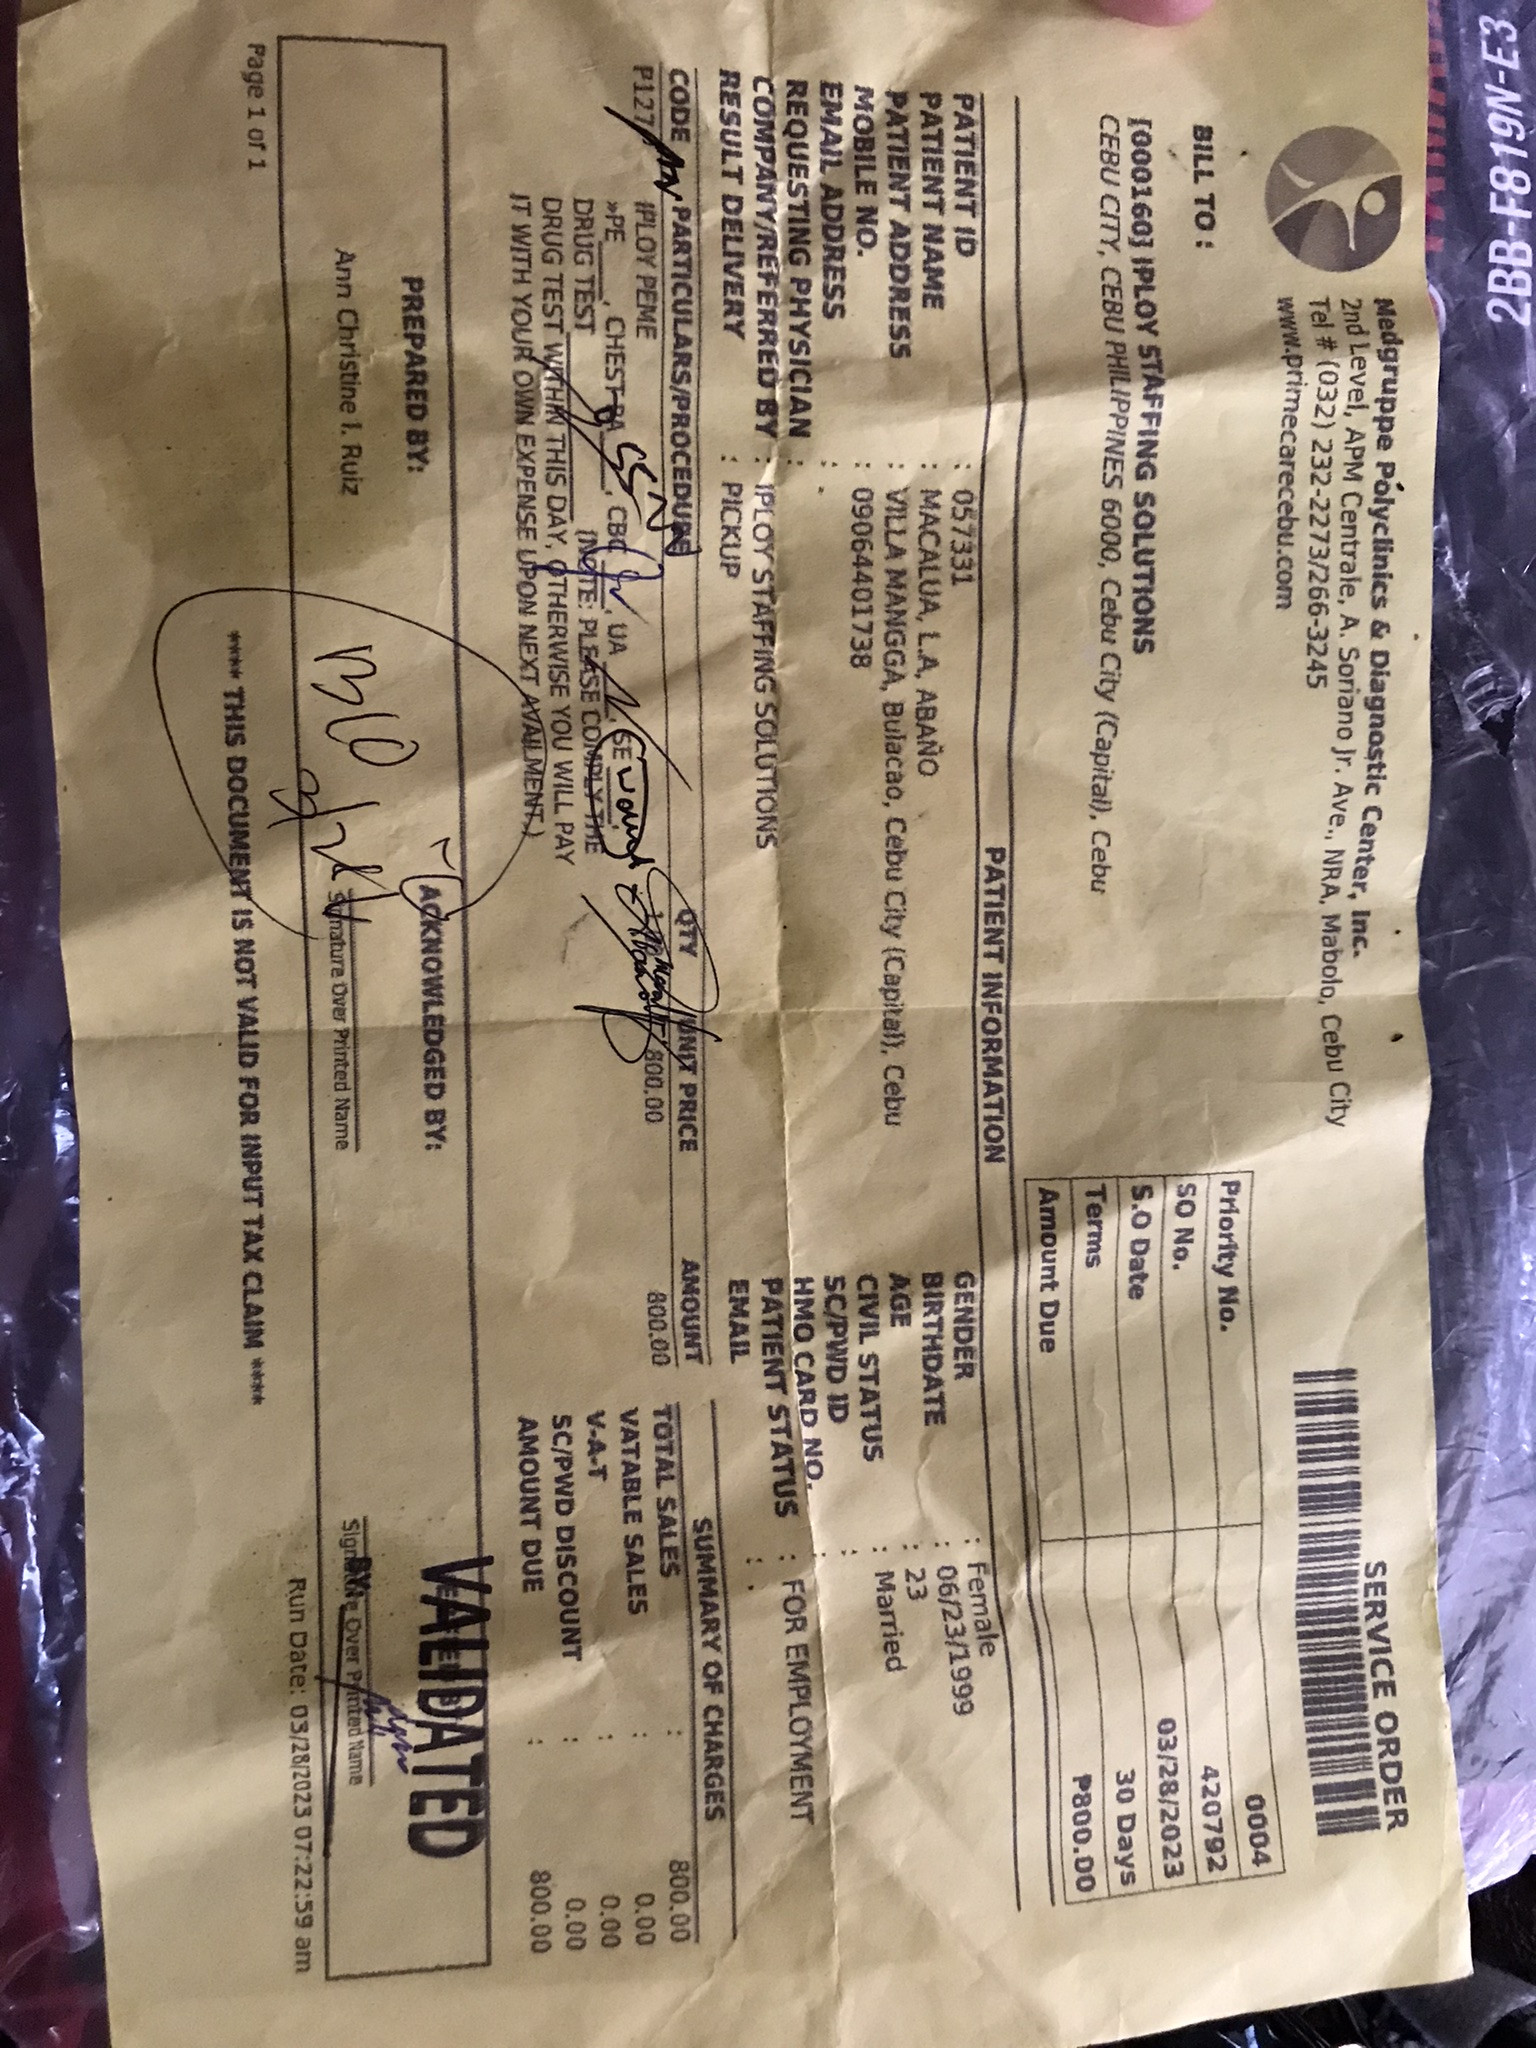 2BB-F819N-E3
Medgruppe Polyclinics & Diagnostic Center, Inc.
2nd Level, APM Centrale, A. Soriano Jr. Ave., NRA, Mabolo, Cebu City
Tel # (032) 232-2273/266-3245
www.primecarecebu.com
SERVICE ORDER
BILL TO :
[000160] IPLOY STAFFING SOLUTIONS
CEBU CITY, CEBU PHILIPPINES 6000, Cebu City (Capital), Cebu
Priority No. 0004
SO No. 420792
S.O Date 03/28/2023
Terms 30 Days
Amount Due ₱800.00
PATIENT INFORMATION
PATIENT ID : 057331
PATIENT NAME : MACALUA, L.A, ABAÑO
PATIENT ADDRESS : VILLA MANGGA, Bulacao, Cebu City (Capital), Cebu
MOBILE NO. : 09064401738
EMAIL ADDRESS : .
REQUESTING PHYSICIAN :
COMPANY/REFERRED BY : IPLOY STAFFING SOLUTIONS
RESULT DELIVERY : PICKUP
GENDER : Female
BIRTHDATE : 06/23/1999
AGE : 23
CIVIL STATUS : Married
SC/PWD ID :
HMO CARD NO. :
PATIENT STATUS : FOR EMPLOYMENT
EMAIL : .
CODE PARTICULARS/PROCEDURE QTY UNIT PRICE AMOUNT
P127 IPLOY PEME 800.00 800.00
»PE____, CHEST PA____, CBC____, UA____, SE____,
DRUG TEST____ (NOTE: PLEASE COMPLY THE
DRUG TEST WITHIN THIS DAY, OTHERWISE YOU WILL PAY
IT WITH YOUR OWN EXPENSE UPON NEXT AVAILMENT.)
SUMMARY OF CHARGES
TOTAL SALES : 800.00
VATABLE SALES : 0.00
V-A-T : 0.00
SC/PWD DISCOUNT : 0.00
AMOUNT DUE : 800.00
PREPARED BY:
Ann Christine I. Ruiz
ACKNOWLEDGED BY:
Signature Over Printed Name
VALIDATED
BY:
Signature Over Printed Name
**** THIS DOCUMENT IS NOT VALID FOR INPUT TAX CLAIM ****
Page 1 of 1
Run Date: 03/28/2023 07:22:59 am